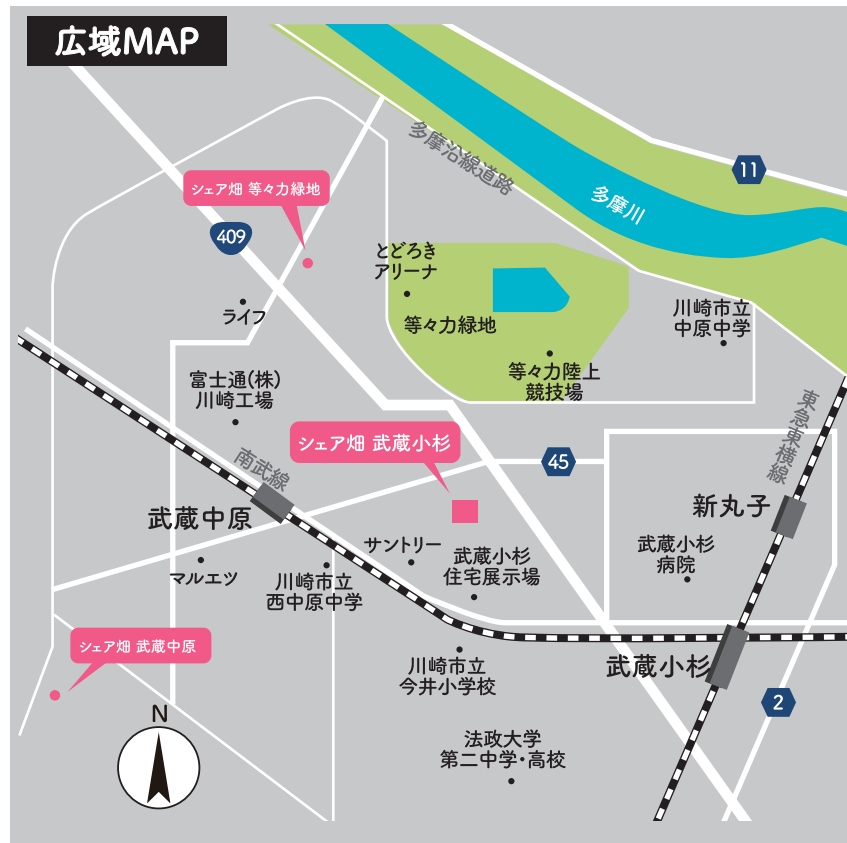 広域MAP
多摩沿線道路
11
シェア畑 等々力緑地
多摩川
409
とどろき
アリーナ
ライフ
等々力緑地
川崎市立
中原中学
等々力陸上
競技場
富士通(株)
川崎工場
東急東横線
シェア畑 武蔵小杉
南武線
45
武蔵中原
新丸子
サントリー
武蔵小杉
住宅展示場
武蔵小杉
病院
マルエツ
川崎市立
西中原中学
シェア畑 武蔵中原
川崎市立
今井小学校
武蔵小杉
2
N
法政大学
第二中学・高校